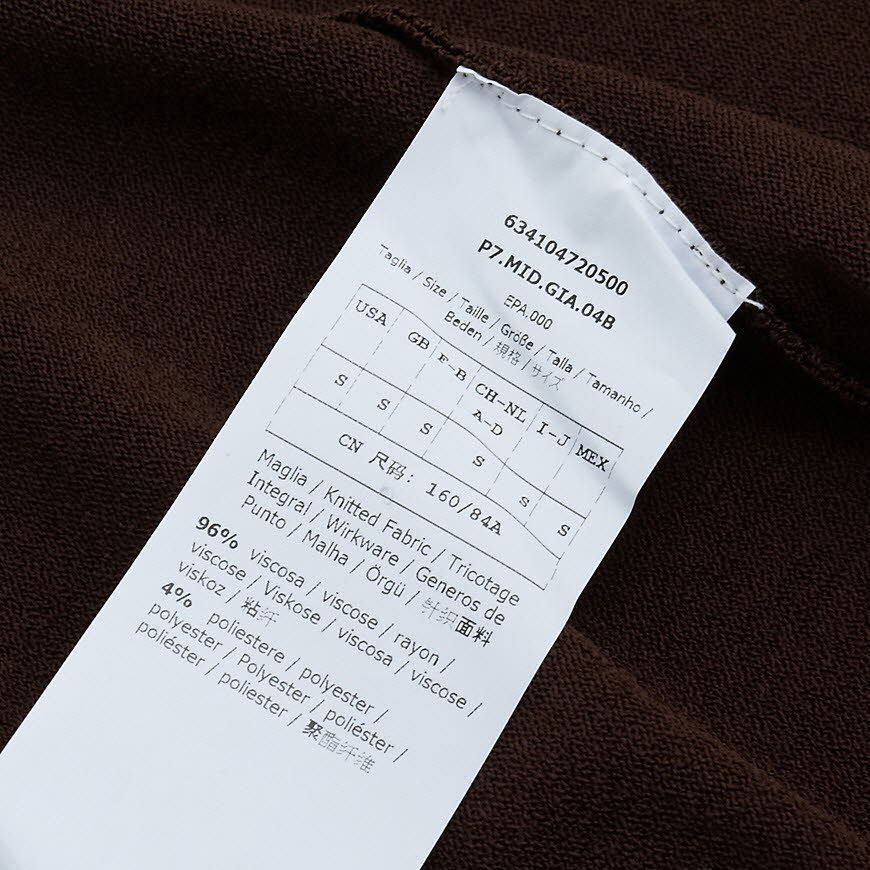 634104720500
P7.MID.GIA.04B
EPA.000
Taglia / Size / Taille / Größe / Talla / Tamanho /
Beden / 規格 / サイズ
USA GB F-B CH-NL A-D I-J MEX
S S S S S S
CN 尺码: 160/84A
Maglia / Knitted Fabric / Tricotage
Integral / Wirkware / Generos de
Punto / Malha / Örgü / 针织面料
96% viscosa / viscose / rayon /
viscose / Viskose / viscosa / viscose /
viskoz / 粘纤
4% poliestere / polyester /
polyester / Polyester / poliéster /
poliéster / poliester / 聚酯纤维